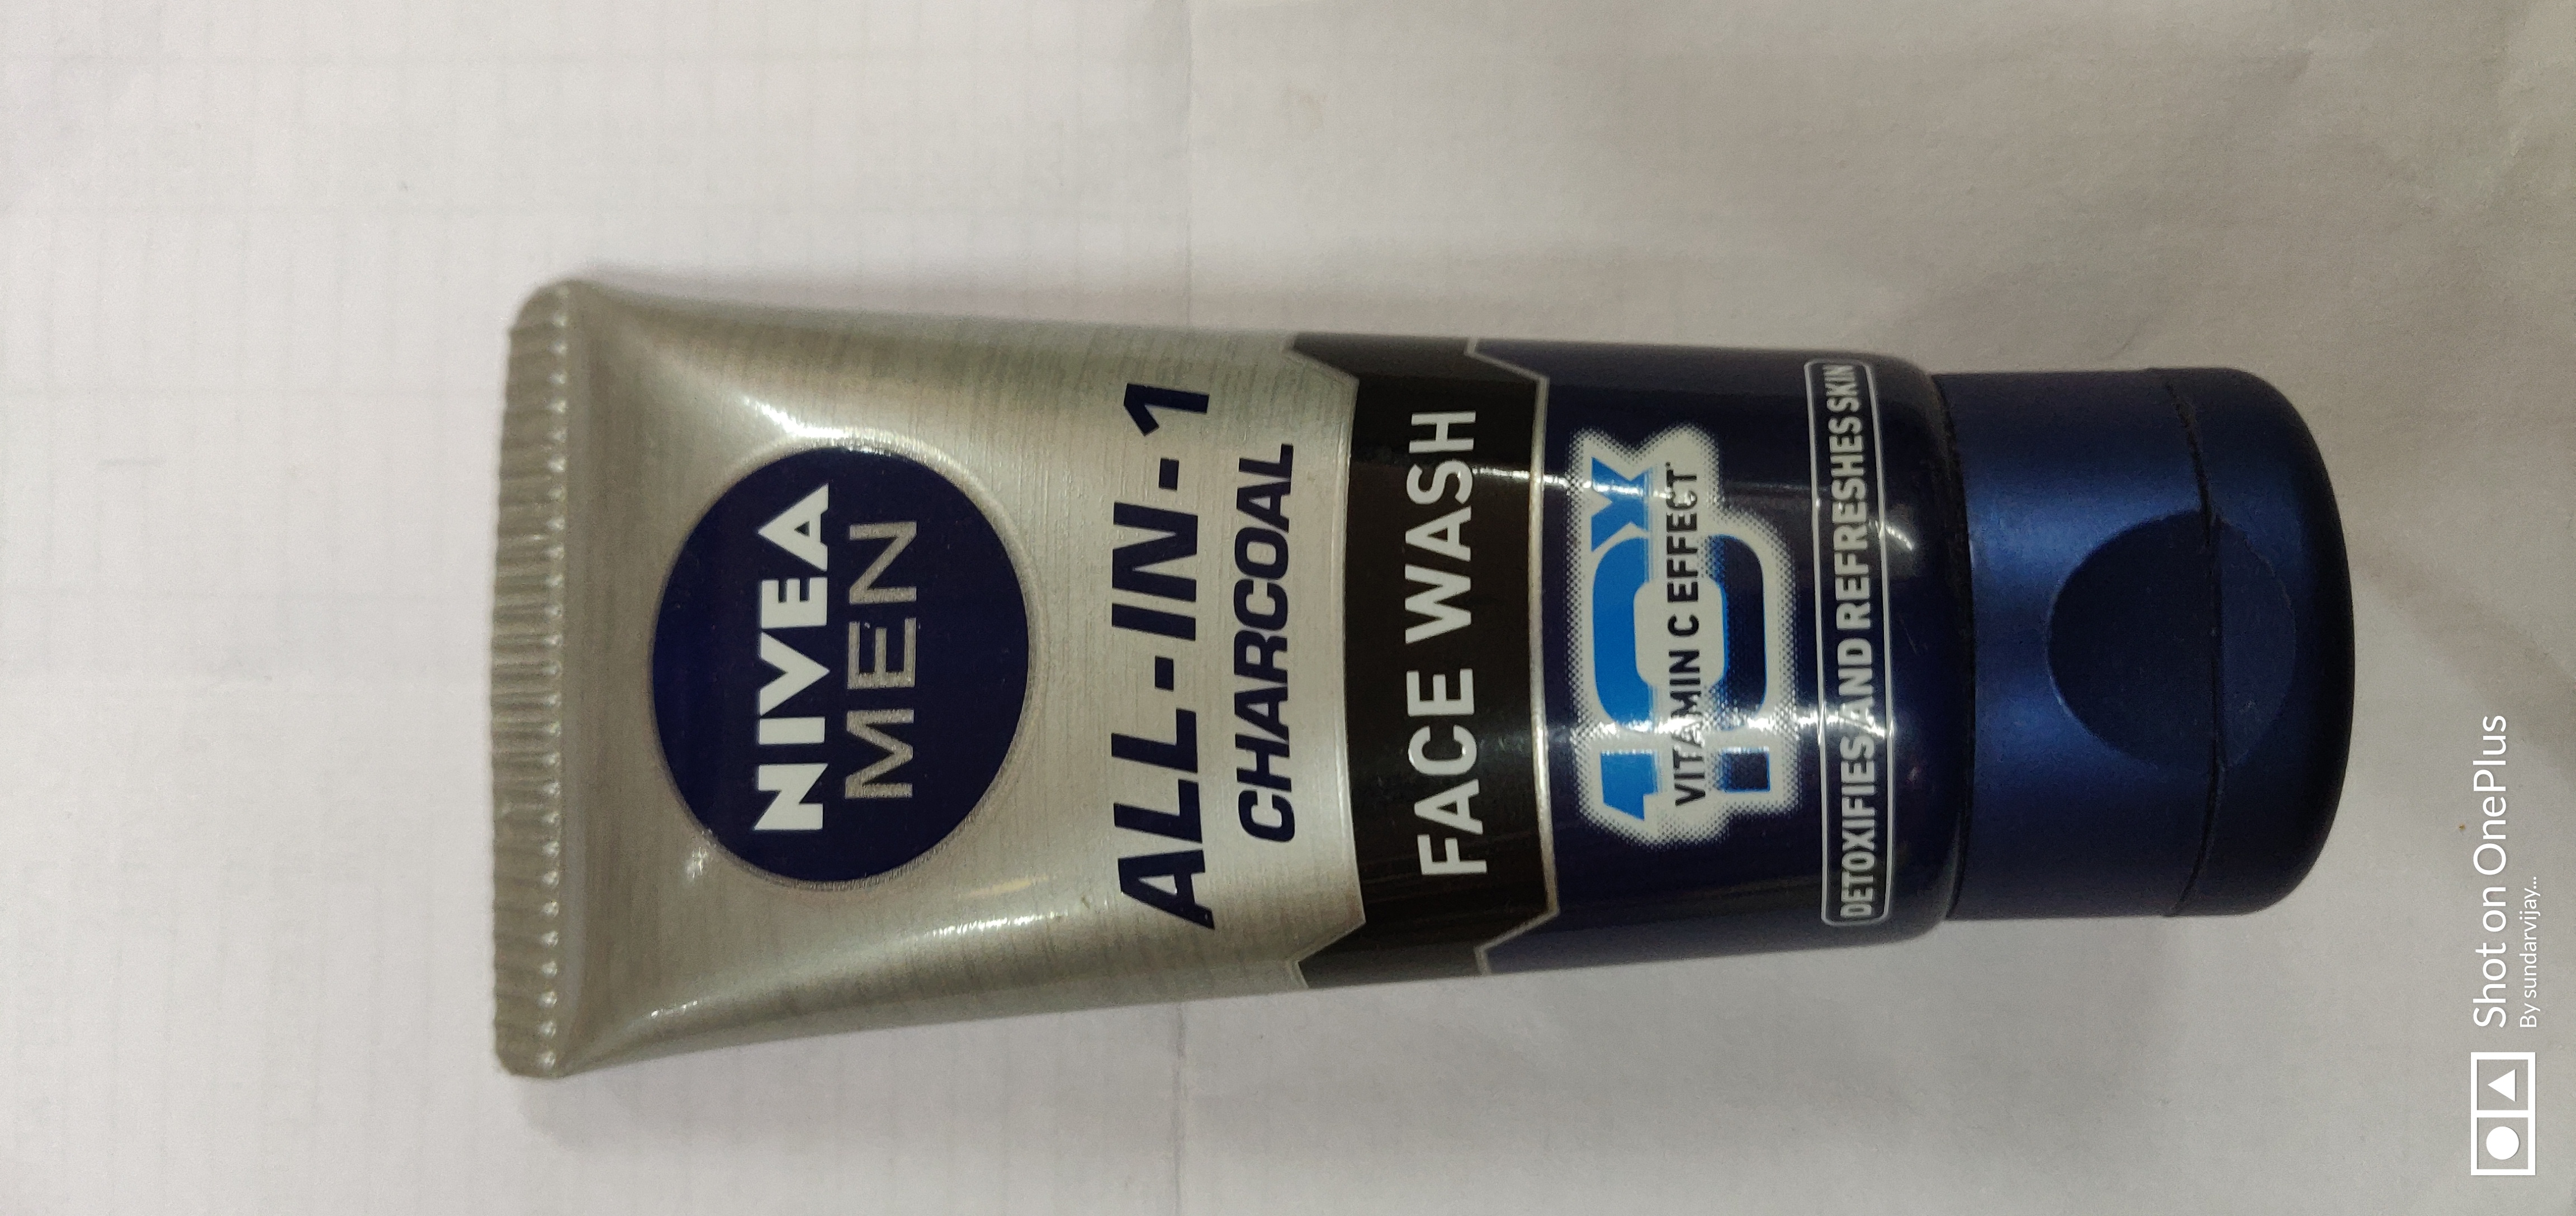 NIVEA
MEN
ALL-IN-1
CHARCOAL
FACE WASH
10X
VITAMIN C EFFECT*
DETOXIFIES AND REFRESHES SKIN
Shot on OnePlus
By sundarvijay...